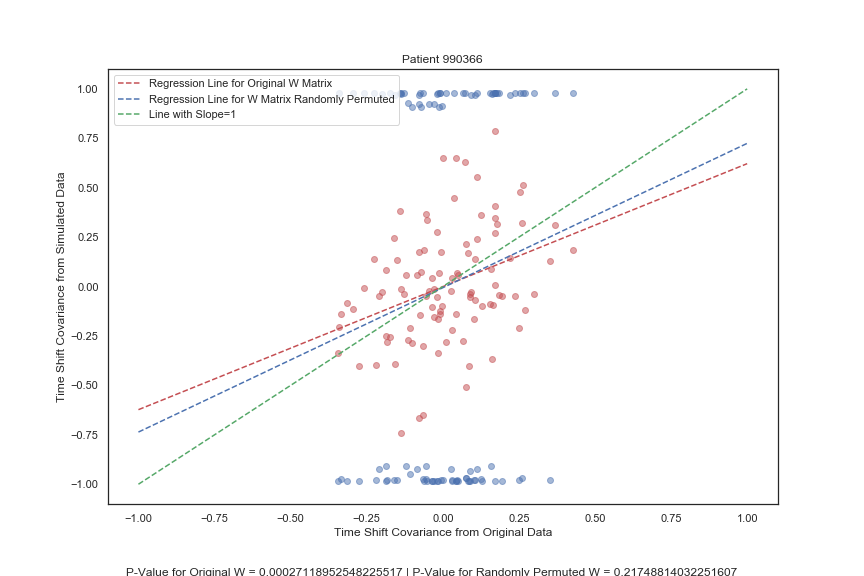 Patient 990366
Regression Line for Original W Matrix
Regression Line for W Matrix Randomly Permuted
Line with Slope=1
Time Shift Covariance from Simulated Data
1.00
0.75
0.50
0.25
0.00
−0.25
−0.50
−0.75
−1.00
−1.00 −0.75 −0.50 −0.25 0.00 0.25 0.50 0.75 1.00
Time Shift Covariance from Original Data
P-Value for Original W = 0.00027118952548225517 | P-Value for Randomly Permuted W = 0.21748814032251607